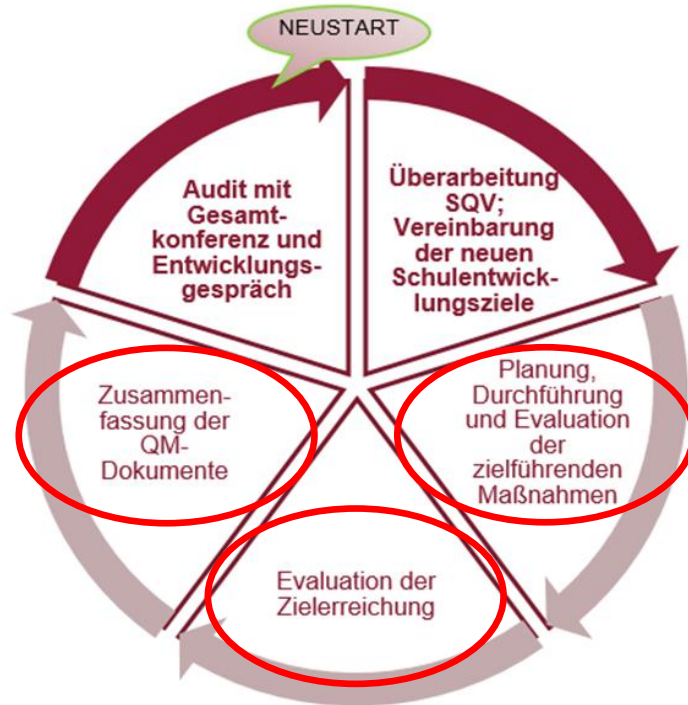 NEUSTART
Audit mit
Gesamt-
konferenz und
Entwicklungs-
gespräch
Überarbeitung
SQV;
Vereinbarung
der neuen
Schulentwick-
lungsziele
Planung,
Durchführung
und Evaluation
der
zielführenden
Maßnahmen
Evaluation der
Zielerreichung
Zusammen-
fassung der
QM-
Dokumente